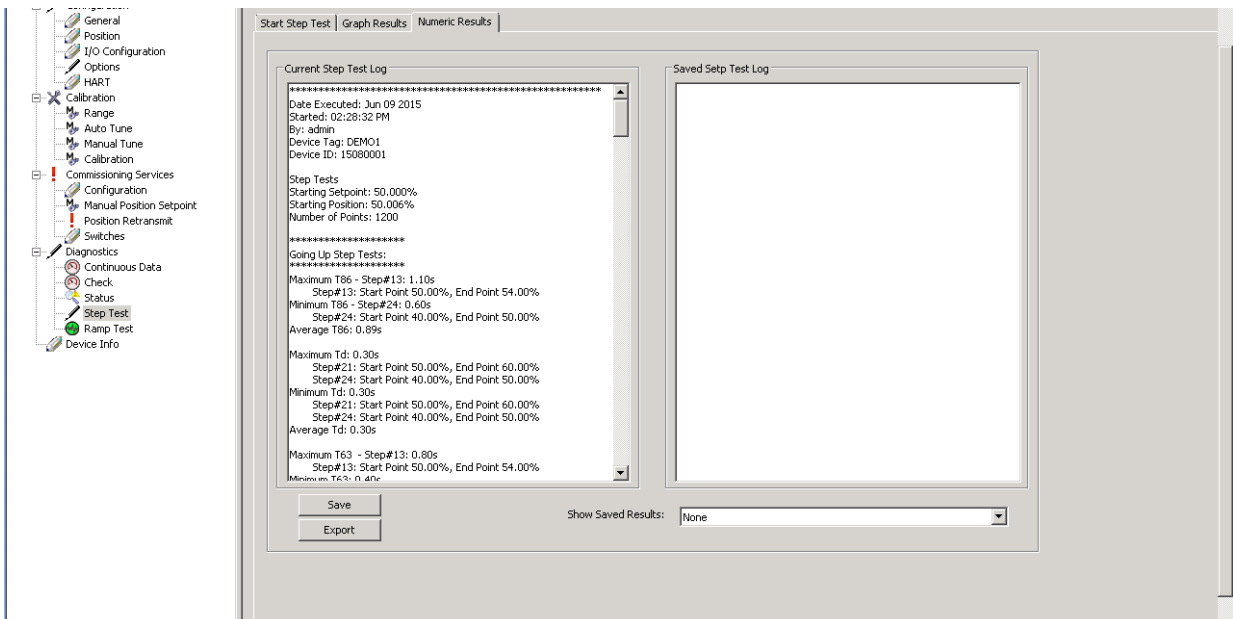 General
Position
I/O Configuration
Options
HART
Calibration
Range
Auto Tune
Manual Tune
Calibration
Commissioning Services
Configuration
Manual Position Setpoint
Position Retransmit
Switches
Diagnostics
Continuous Data
Check
Status
Step Test
Ramp Test
Device Info
Start Step Test Graph Results Numeric Results
Current Step Test Log
*****************************************************
Date Executed: Jun 09 2015
Started: 02:28:32 PM
By: admin
Device Tag: DEMO1
Device ID: 15080001
Step Tests
Starting Setpoint: 50.000%
Starting Position: 50.006%
Number of Points: 1200
********************
Going Up Step Tests:
********************
Maximum T86 - Step#13: 1.10s
Step#13: Start Point 50.00%, End Point 54.00%
Minimum T86 - Step#24: 0.60s
Step#24: Start Point 40.00%, End Point 50.00%
Average T86: 0.89s
Maximum Td: 0.30s
Step#21: Start Point 50.00%, End Point 60.00%
Step#24: Start Point 40.00%, End Point 50.00%
Minimum Td: 0.30s
Step#21: Start Point 50.00%, End Point 60.00%
Step#24: Start Point 40.00%, End Point 50.00%
Average Td: 0.30s
Maximum T63 - Step#13: 0.80s
Step#13: Start Point 50.00%, End Point 54.00%
Minimum T63: 0.40s
Saved Setp Test Log
Save
Export
Show Saved Results: None